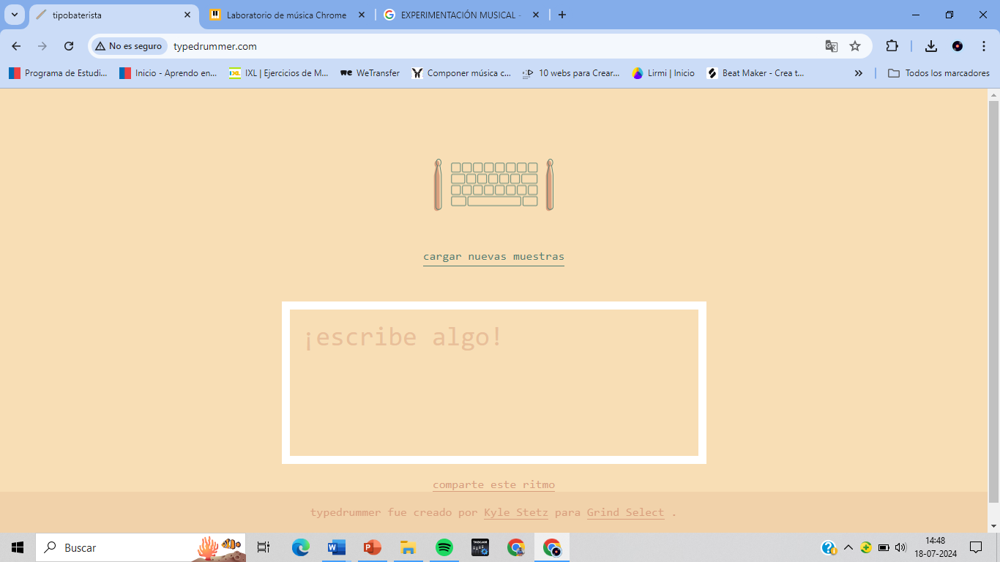 tipobaterista
Laboratorio de música Chrome
EXPERIMENTACIÓN MUSICAL -
No es seguro
typedrummer.com
Programa de Estudi...
Inicio - Aprendo en...
IXL | Ejercicios de M...
WeTransfer
Componer música c...
10 webs para Crear...
Lirmi | Inicio
Beat Maker - Crea t...
Todos los marcadores
cargar nuevas muestras
¡escribe algo!
comparte este ritmo
typedrummer fue creado por Kyle Stetz para Grind Select .
Buscar
TASCAM
14:48
18-07-2024